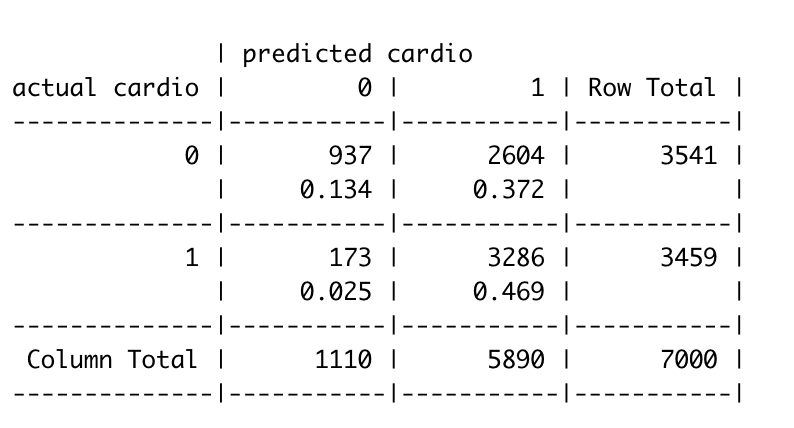 | predicted cardio
actual cardio |         0 |         1 | Row Total |
--------------|-----------|-----------|-----------|
            0 |       937 |      2604 |      3541 |
              |     0.134 |     0.372 |           |
--------------|-----------|-----------|-----------|
            1 |       173 |      3286 |      3459 |
              |     0.025 |     0.469 |           |
--------------|-----------|-----------|-----------|
 Column Total |      1110 |      5890 |      7000 |
--------------|-----------|-----------|-----------|